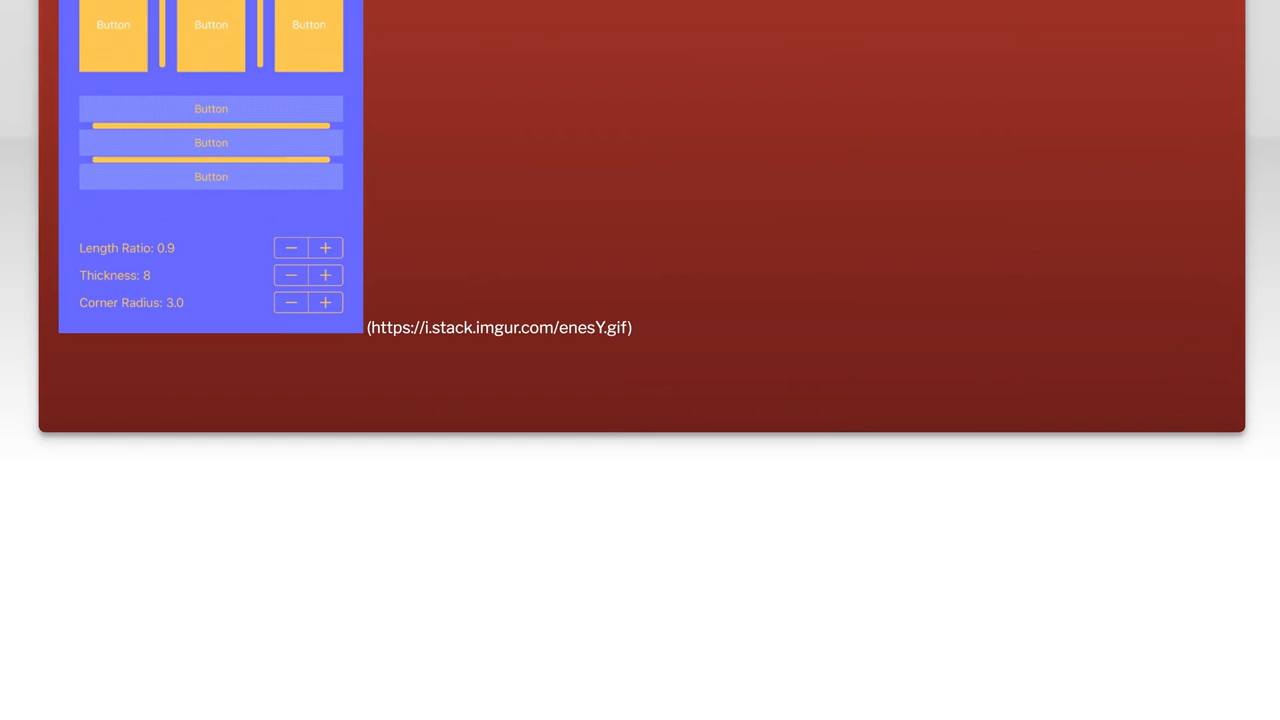 Button Button Button
Button
Button
Button
Length Ratio: 0.9
Thickness: 8
Corner Radius: 3.0
(https://i.stack.imgur.com/enesY.gif)